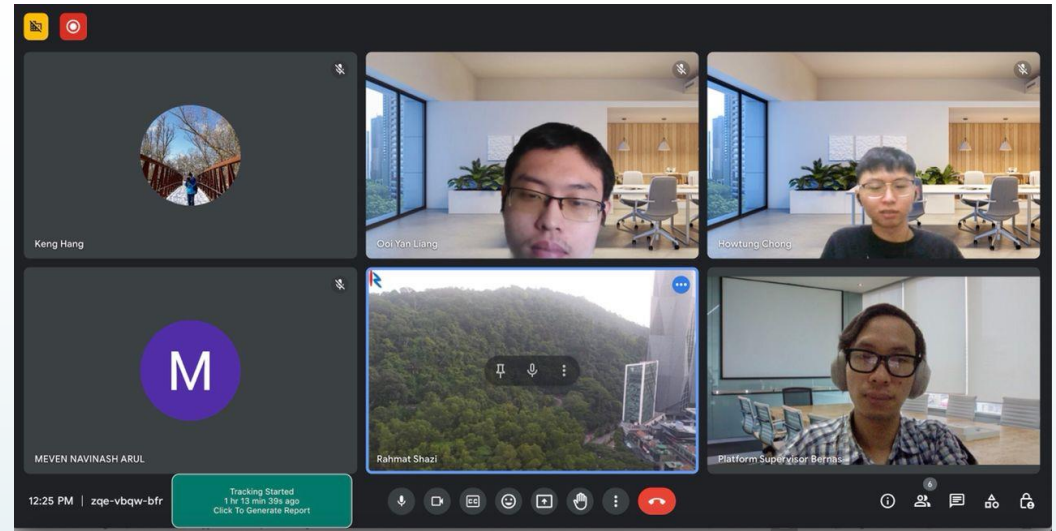 Keng Hang
Ooi Yan Liang
Howtung Chong
M
MEVEN NAVINASH ARUL
Rahmat Shazi
Platform Supervisor Bernas
12:25 PM | zqe-vbqw-bfr
Tracking Started
1 hr 13 min 39s ago
Click To Generate Report
CC
6